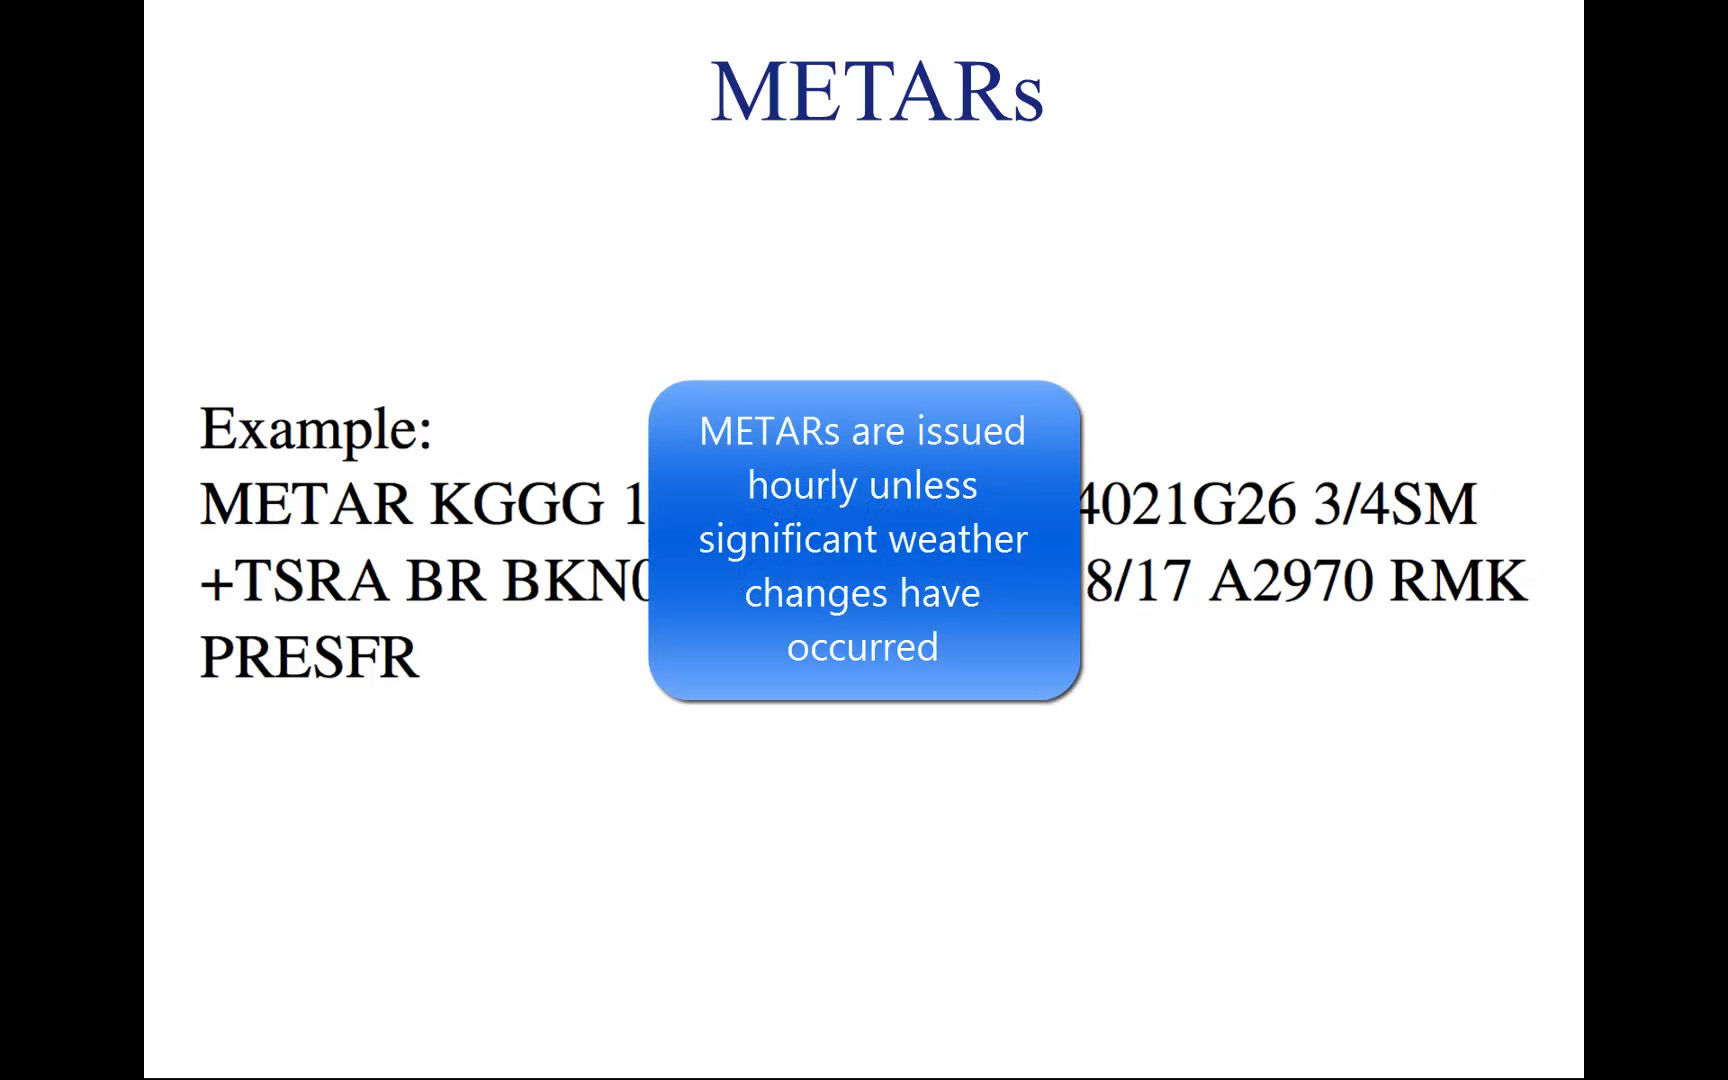 METARs
Example:
METAR KGGG 1
4021G26 3/4SM
+TSRA BR BKN0
8/17 A2970 RMK
PRESFR
METARs are issued
hourly unless
significant weather
changes have
occurred